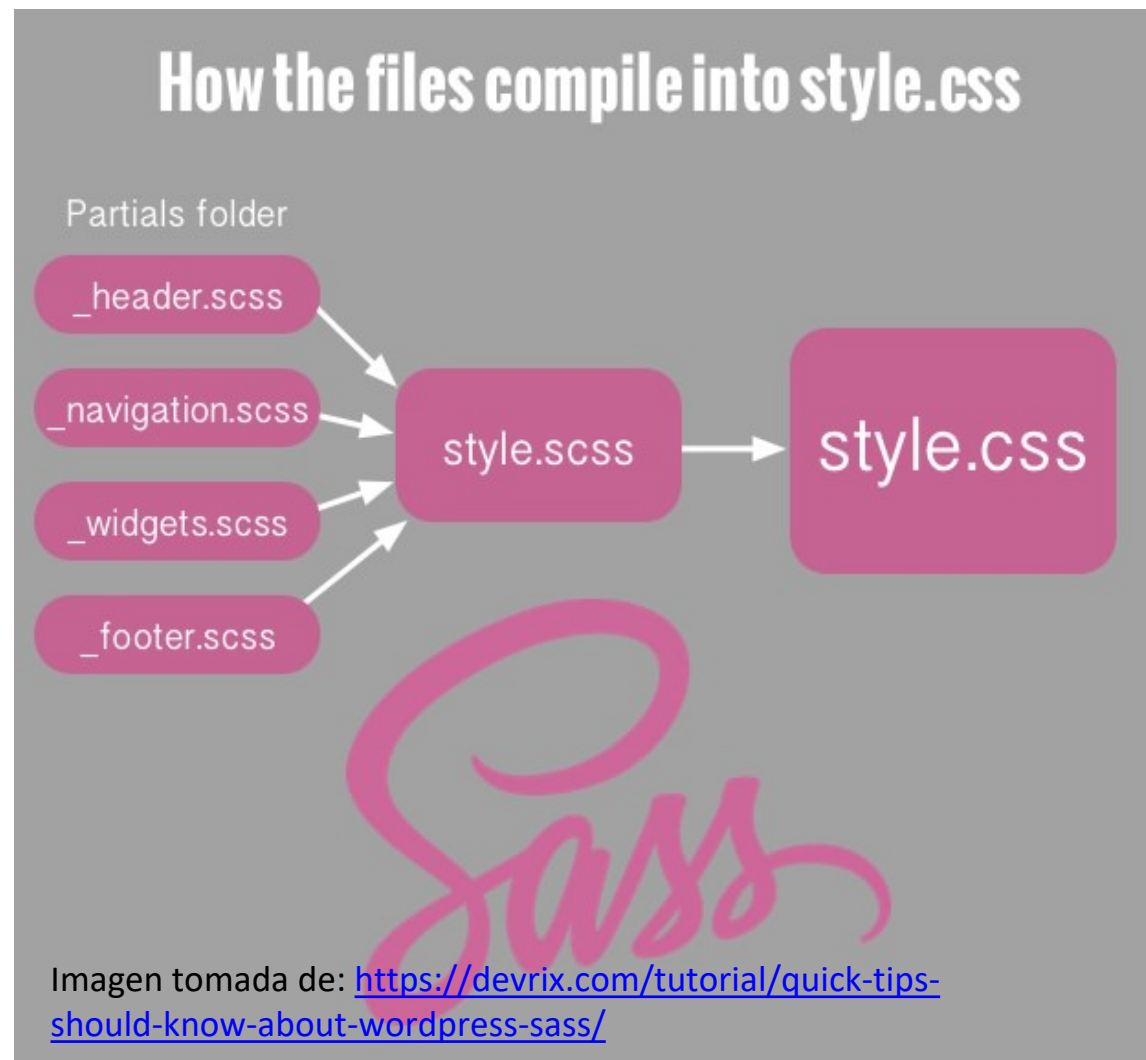 How the files compile into style.css
Partials folder
_header.scss
_navigation.scss
_widgets.scss
_footer.scss
style.scss
style.css
Sass
Imagen tomada de: https://devrix.com/tutorial/quick-tips-
should-know-about-wordpress-sass/